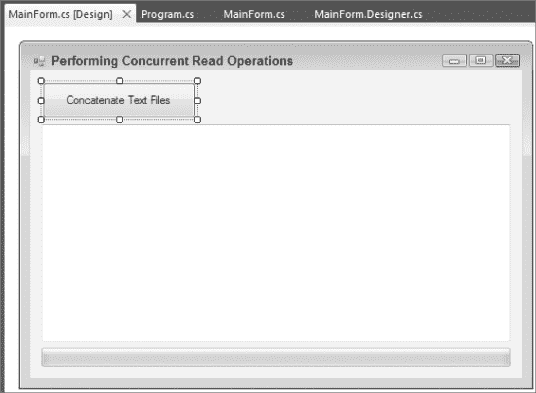 MainForm.cs [Design] Program.cs MainForm.cs MainForm.Designer.cs
Performing Concurrent Read Operations
Concatenate Text Files